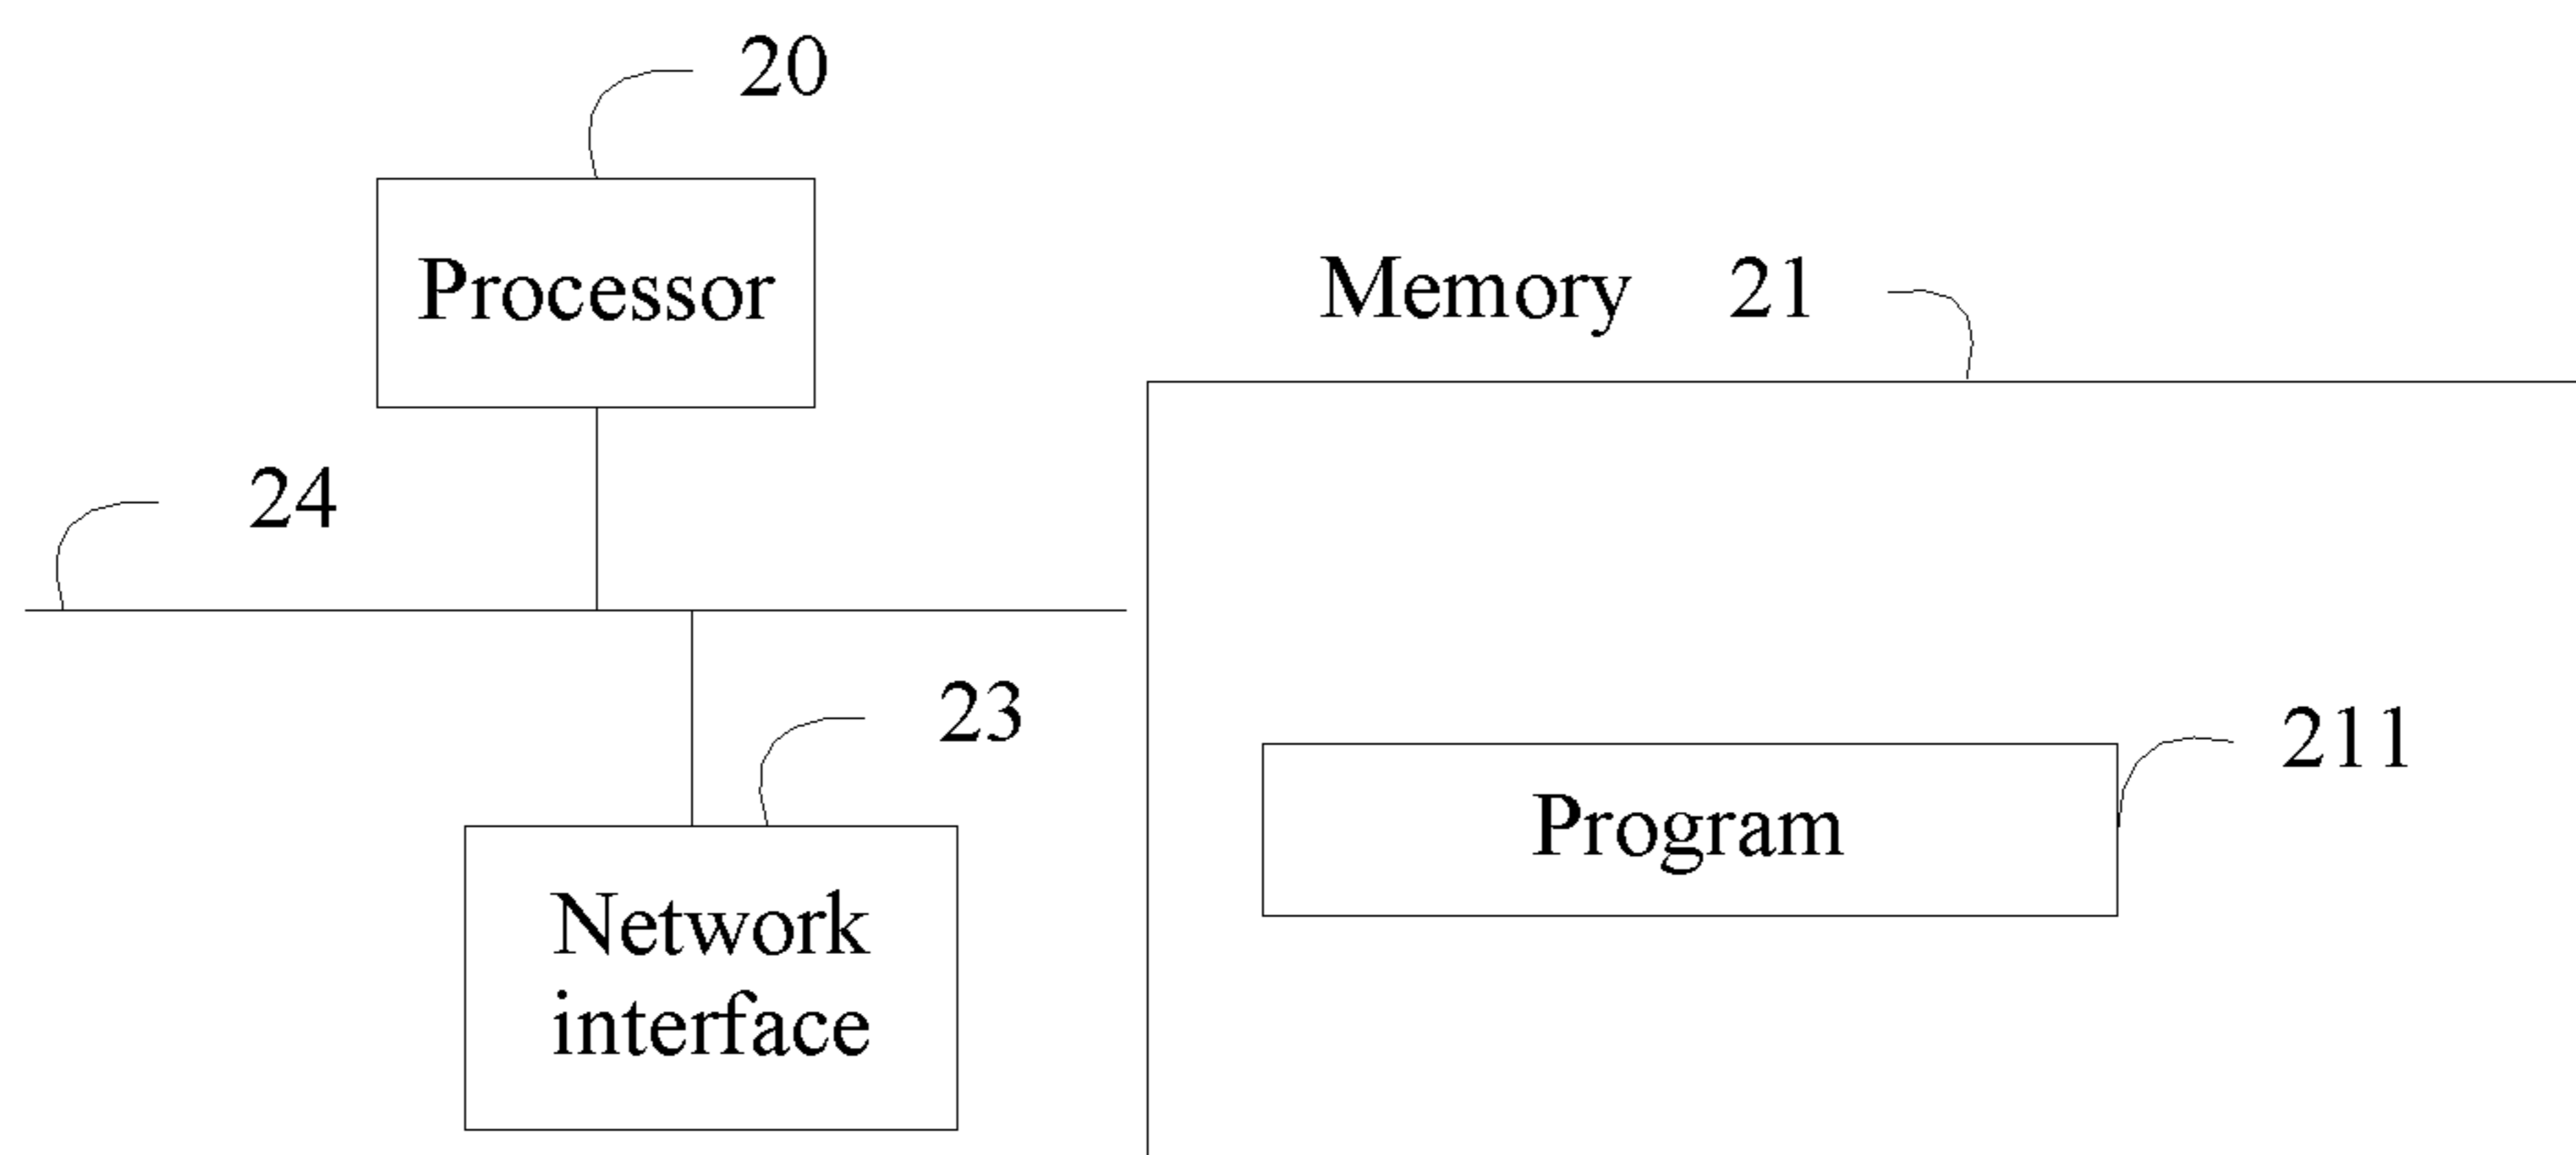 20
Processor
Memory 21
24
23
211
Program
Network
interface